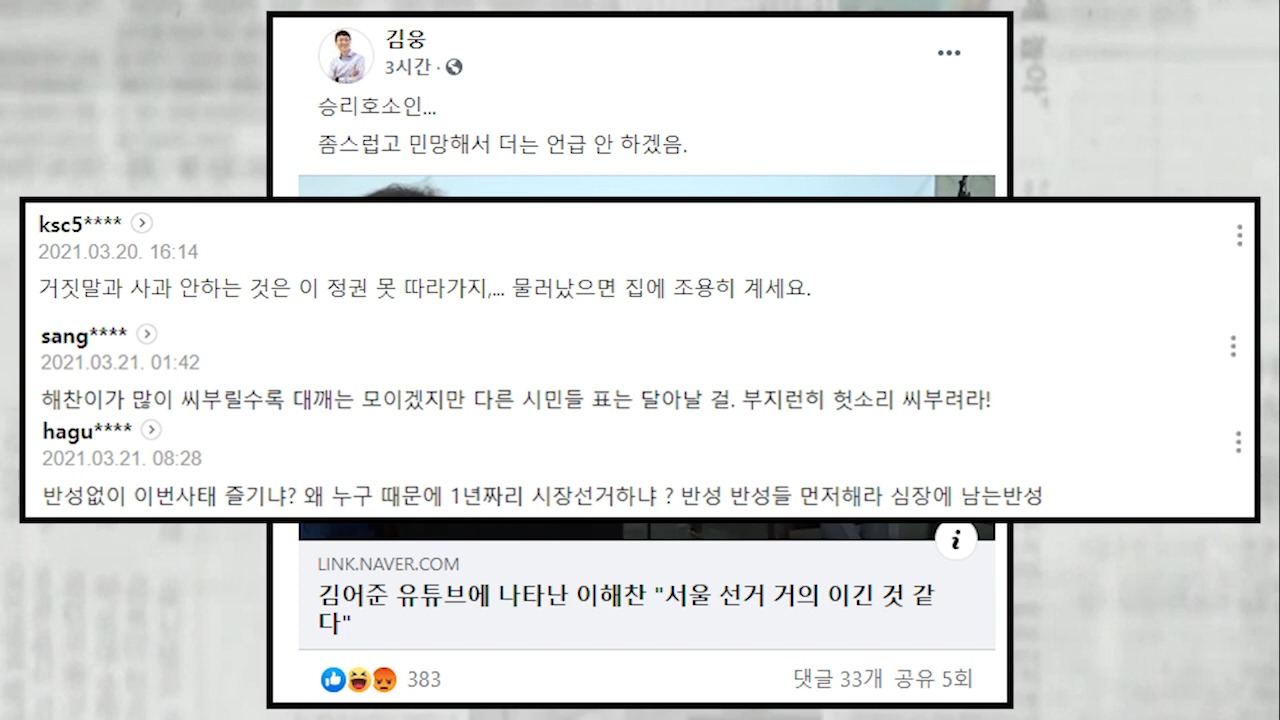 김웅
3시간 ·
승리호소인...
좀스럽고 민망해서 더는 언급 안 하겠음.
ksc5****
2021.03.20. 16:14
거짓말과 사과 안하는 것은 이 정권 못 따라가지,... 물러났으면 집에 조용히 계세요.
sang****
2021.03.21. 01:42
해찬이가 많이 씨부릴수록 대깨는 모이겠지만 다른 시민들 표는 달아날 걸. 부지런히 헛소리 씨부려라!
hagu****
2021.03.21. 08:28
반성없이 이번사태 즐기냐? 왜 누구 때문에 1년짜리 시장선거하냐 ? 반성 반성들 먼저해라 심장에 남는반성
LINK.NAVER.COM
김어준 유튜브에 나타난 이해찬 "서울 선거 거의 이긴 것 같
다"
383
댓글 33개 공유 5회